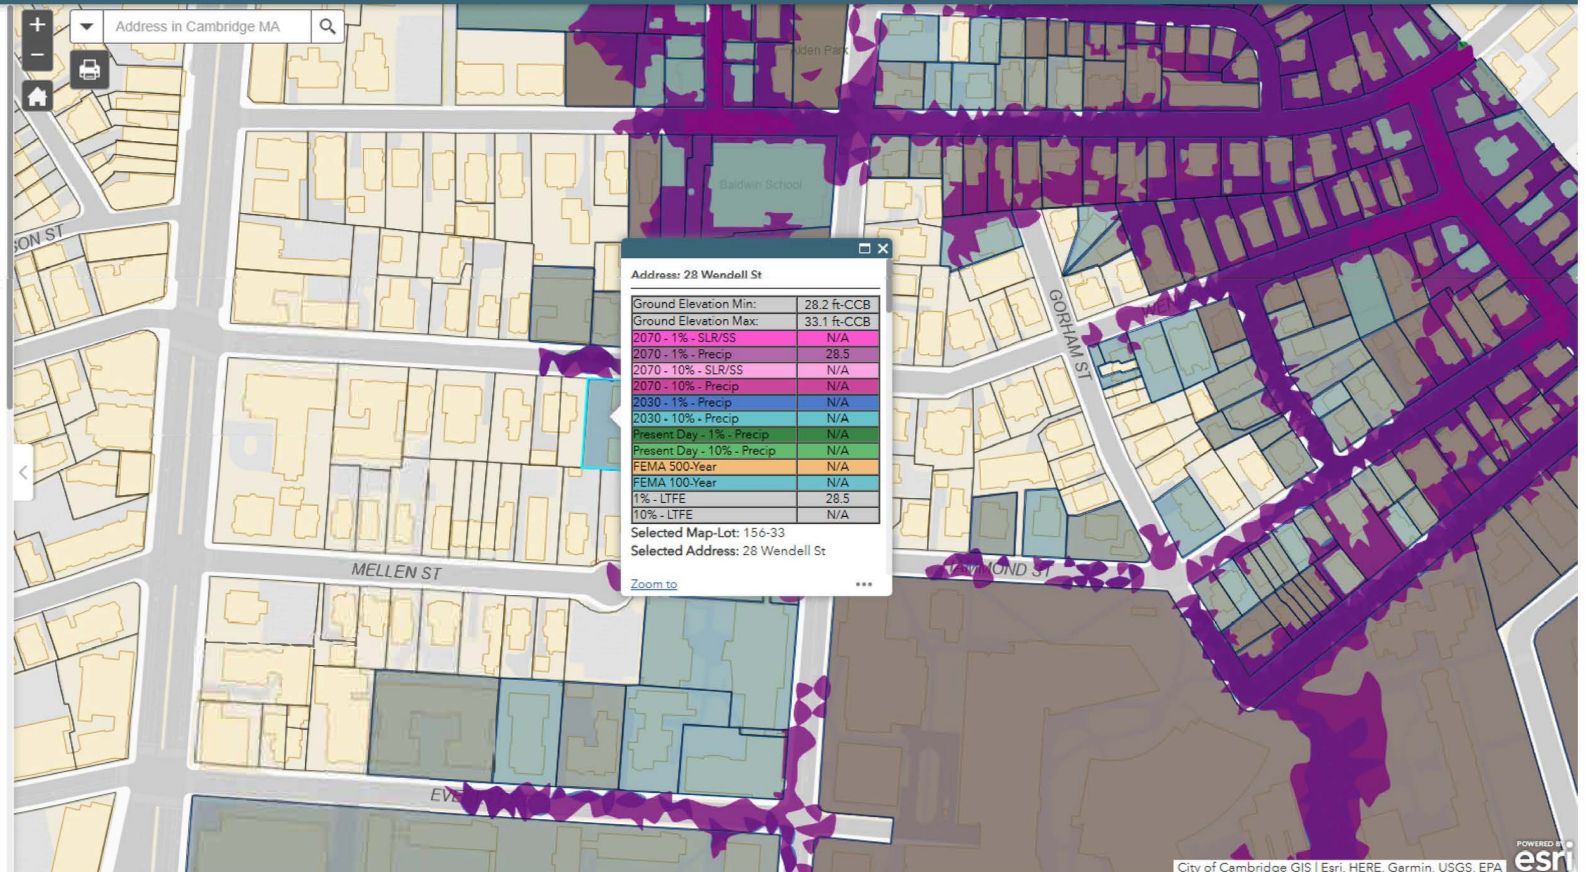 +
Address in Cambridge MA
−
Alden Park
Baldwin School
SON ST
Address: 28 Wendell St
Ground Elevation Min: 28.2 ft-CCB
Ground Elevation Max: 33.1 ft-CCB
2070 - 1% - SLR/SS N/A
2070 - 1% - Precip 28.5
2070 - 10% - SLR/SS N/A
2070 - 10% - Precip N/A
2030 - 1% - Precip N/A
2030 - 10% - Precip N/A
Present Day - 1% - Precip N/A
Present Day - 10% - Precip N/A
FEMA 500-Year N/A
FEMA 100-Year N/A
1% - LTFE 28.5
10% - LTFE N/A
Selected Map-Lot: 156-33
Selected Address: 28 Wendell St
Zoom to
•••
GORHAM ST
WEN
MELLEN ST
MMOND ST
EVE
POWERED BY
esri
City of Cambridge GIS | Esri, HERE, Garmin, USGS, EPA